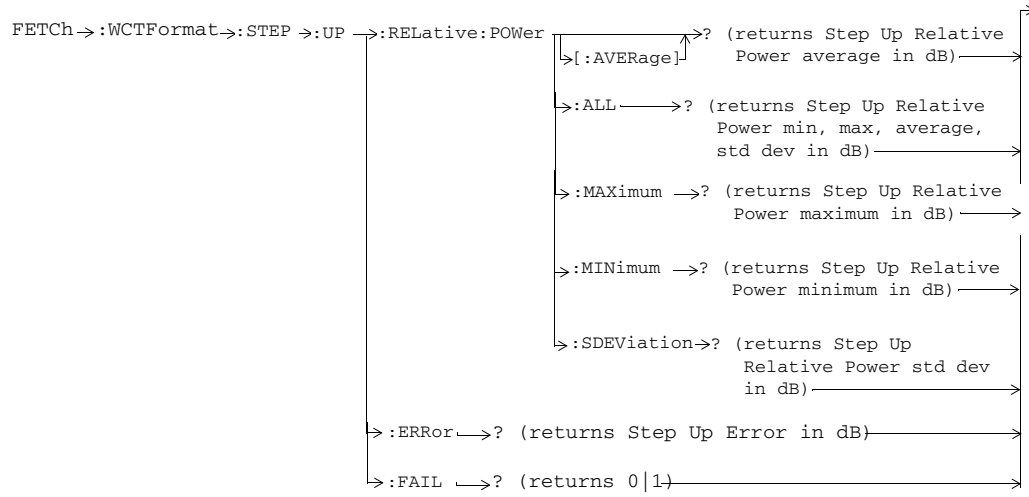 FETCh :WCTFormat :STEP :UP :RELative:POWer ? (returns Step Up Relative
[:AVERage] Power average in dB)
:ALL ? (returns Step Up Relative
Power min, max, average,
std dev in dB)
:MAXimum ? (returns Step Up Relative
Power maximum in dB)
:MINimum ? (returns Step Up Relative
Power minimum in dB)
:SDEViation ? (returns Step Up
Relative Power std dev
in dB)
:ERRor ? (returns Step Up Error in dB)
:FAIL ? (returns 0|1)